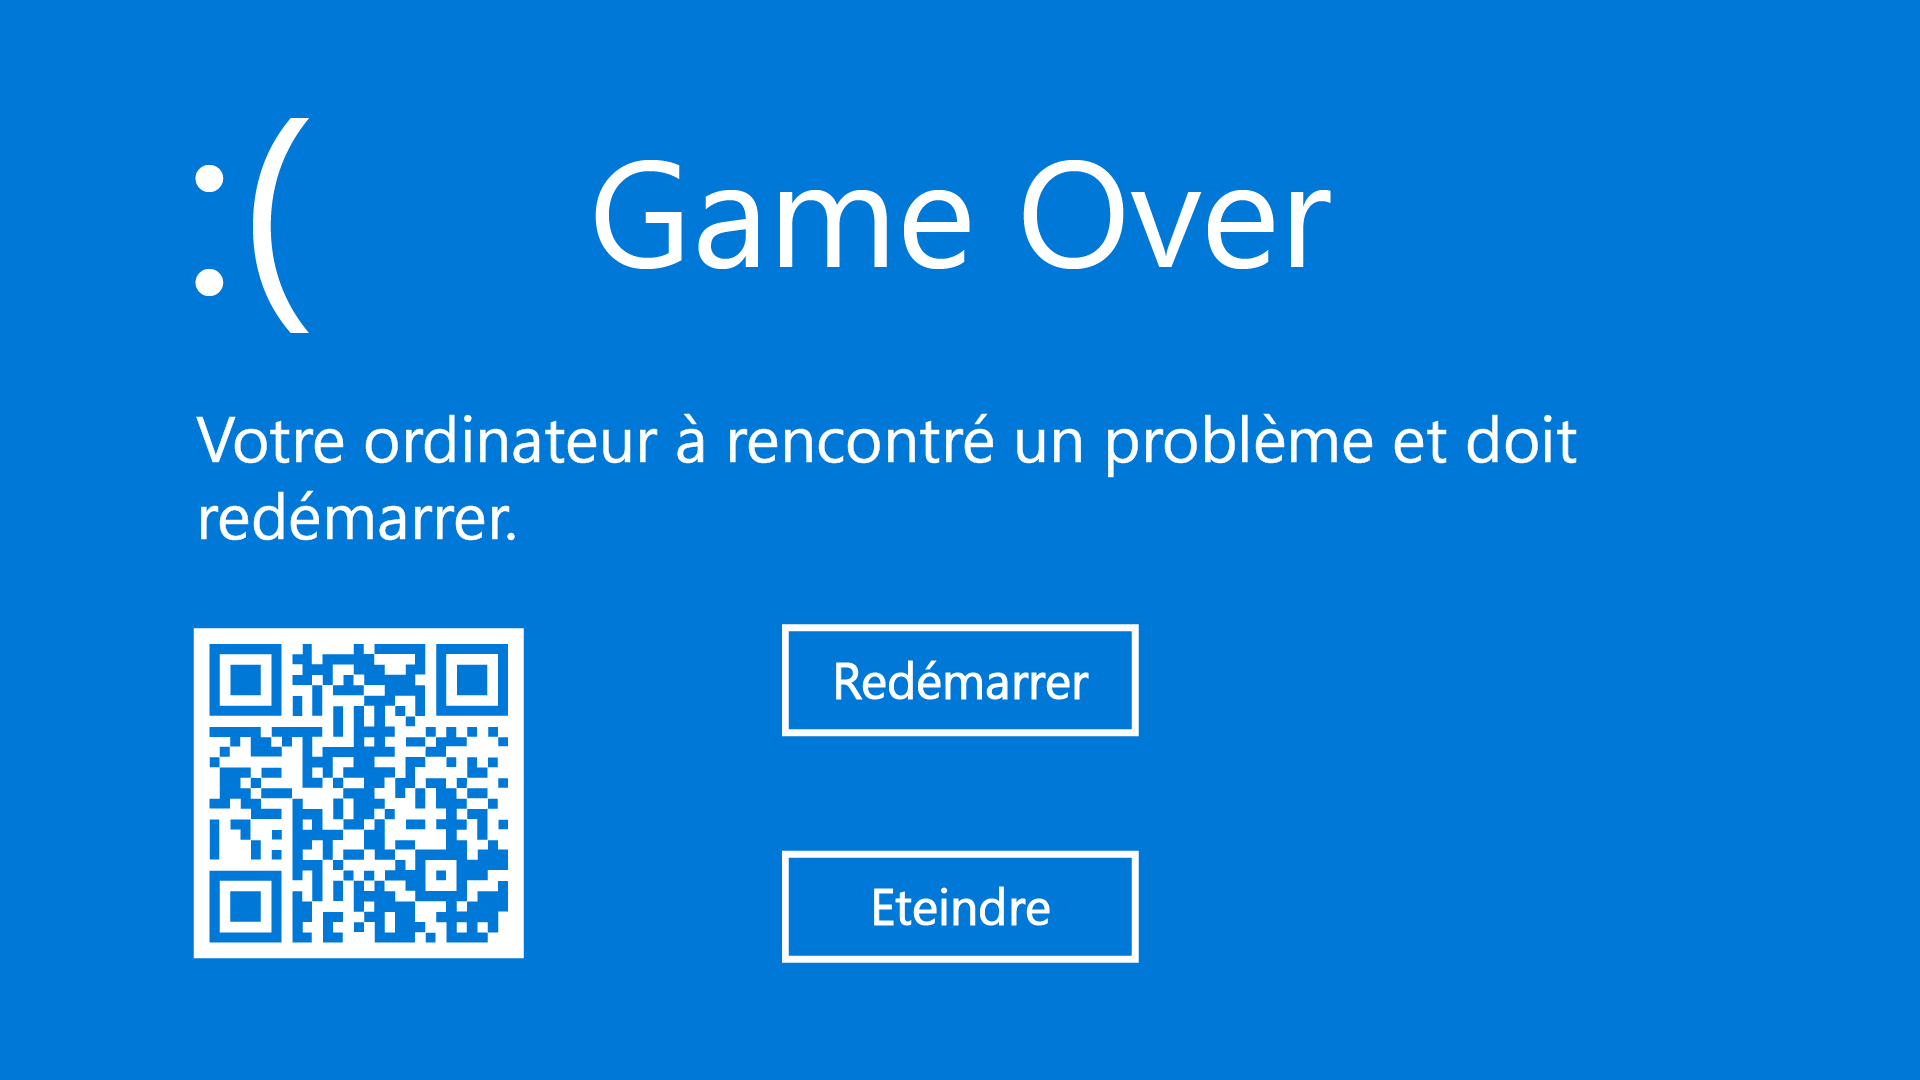 :(
Game Over
Votre ordinateur à rencontré un problème et doit
redémarrer.
Redémarrer
Eteindre